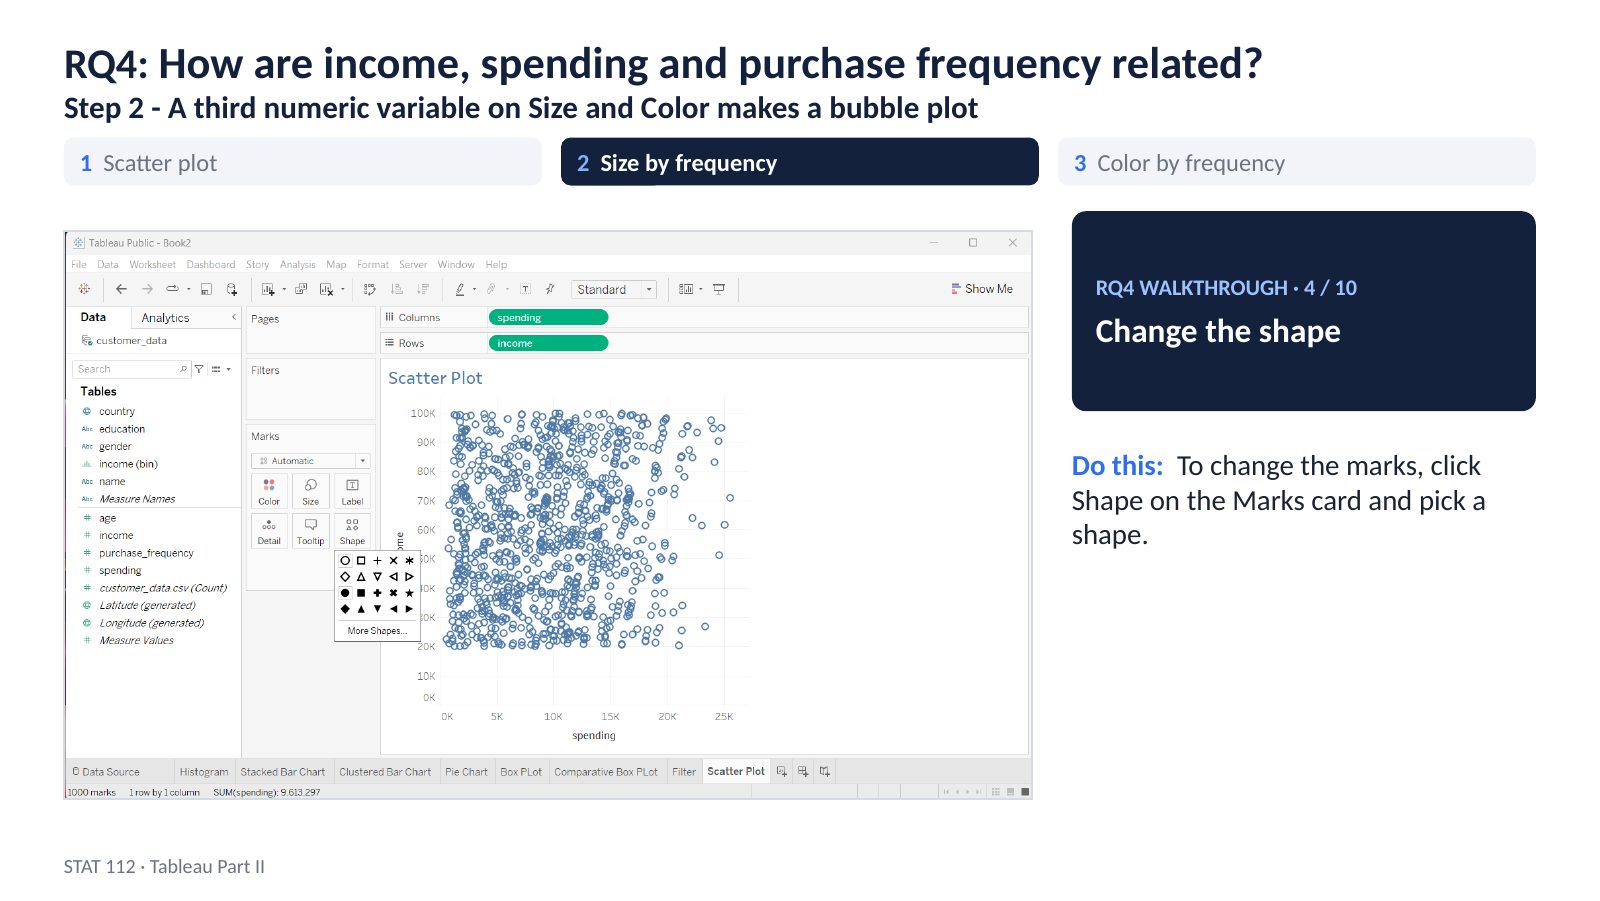 RQ4: How are income, spending and purchase frequency related?
Step 2 - A third numeric variable on Size and Color makes a bubble plot
1 Scatter plot
2 Size by frequency
3 Color by frequency
Tableau Public - Book2
File Data Worksheet Dashboard Story Analysis Map Format Server Window Help
Standard
Show Me
Data Analytics
customer_data
Search
Tables
country
Abc education
Abc gender
income (bin)
Abc name
Abc Measure Names
# age
# income
# purchase_frequency
# spending
# customer_data.csv (Count)
Latitude (generated)
Longitude (generated)
# Measure Values
Pages
Filters
Marks
Automatic
Color Size Label
Detail Tooltip Shape
More Shapes...
Columns spending
Rows income
Scatter Plot
100K
90K
80K
70K
60K
50K
40K
30K
20K
10K
0K
ome
0K 5K 10K 15K 20K 25K
spending
Data Source Histogram Stacked Bar Chart Clustered Bar Chart Pie Chart Box PLot Comparative Box PLot Filter Scatter Plot
1000 marks 1 row by 1 column SUM(spending): 9,613,297
RQ4 WALKTHROUGH · 4 / 10
Change the shape
Do this: To change the marks, click
Shape on the Marks card and pick a
shape.
STAT 112 · Tableau Part II